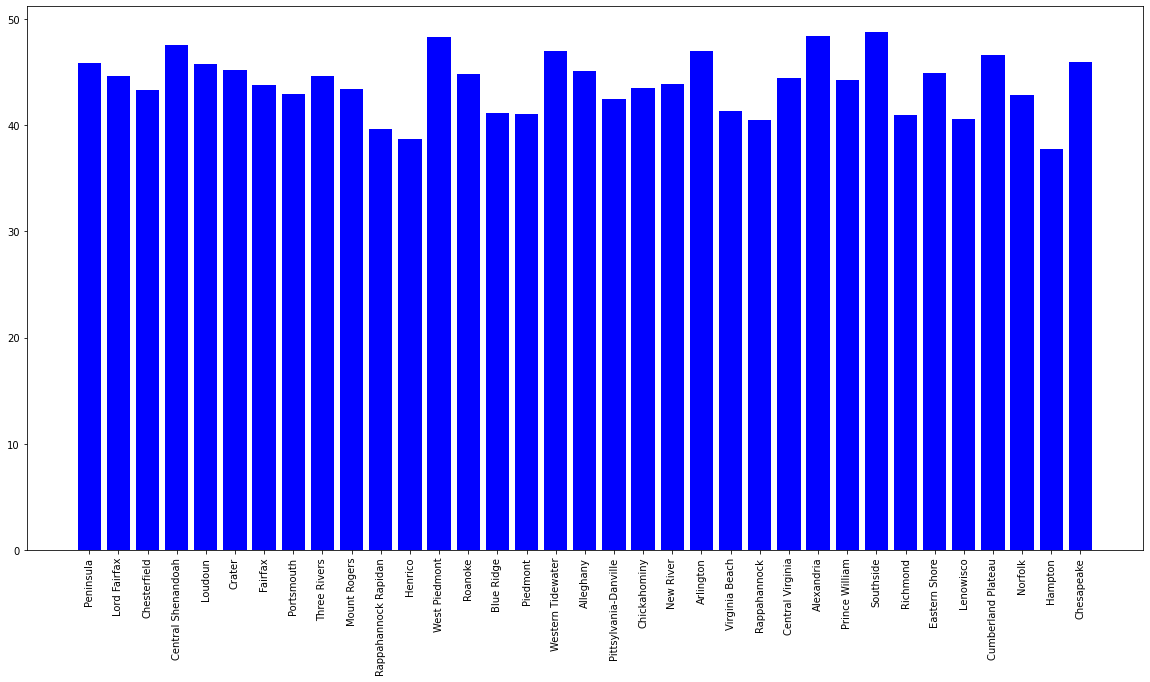 50
40
30
20
10
0
Peninsula
Lord Fairfax
Chesterfield
Central Shenandoah
Loudoun
Crater
Fairfax
Portsmouth
Three Rivers
Mount Rogers
Rappahannock Rapidan
Henrico
West Piedmont
Roanoke
Blue Ridge
Piedmont
Western Tidewater
Alleghany
Pittsylvania-Danville
Chickahominy
New River
Arlington
Virginia Beach
Rappahannock
Central Virginia
Alexandria
Prince William
Southside
Richmond
Eastern Shore
Lenowisco
Cumberland Plateau
Norfolk
Hampton
Chesapeake